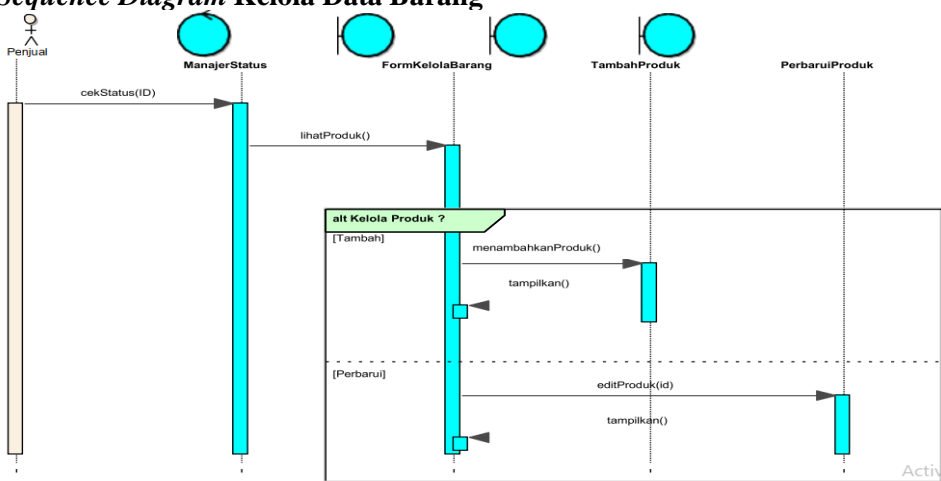 Sequence Diagram Kelola Data Barang
Penjual
ManajerStatus
FormKelolaBarang
TambahProduk
PerbaruiProduk
cekStatus(ID)
lihatProduk()
alt Kelola Produk ?
[Tambah]
menambahkanProduk()
tampilkan()
[Perbarui]
editProduk(id)
tampilkan()
Activ